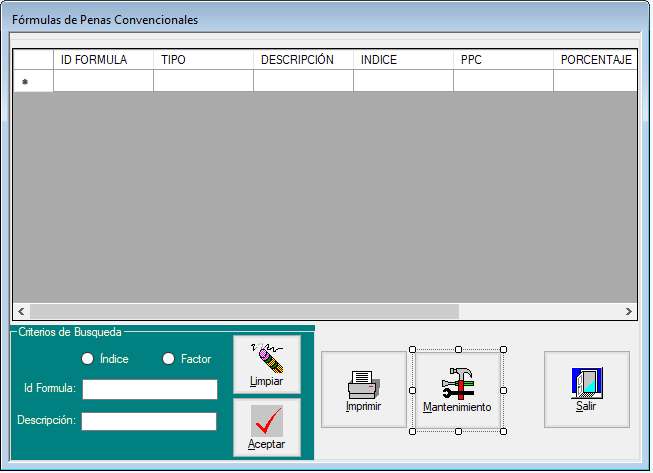 Fórmulas de Penas Convencionales
ID FORMULA TIPO DESCRIPCIÓN INDICE PPC PORCENTAJE
*
Criterios de Busqueda
Índice Factor
Limpiar
Id Formula:
Descripción:
Aceptar
Imprimir
Mantenimiento
Salir